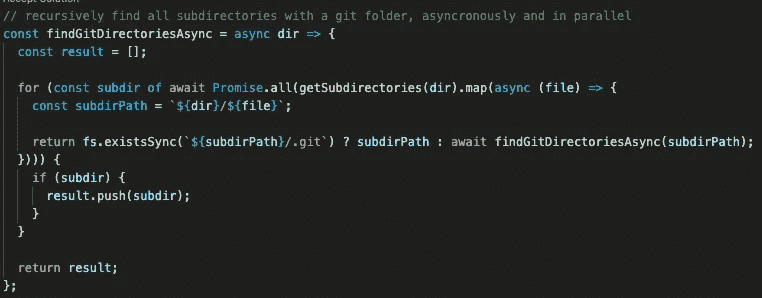 // recursively find all subdirectories with a git folder, asyncronously and in parallel
const findGitDirectoriesAsync = async dir => {
  const result = [];

  for (const subdir of await Promise.all(getSubdirectories(dir).map(async (file) => {
    const subdirPath = `${dir}/${file}`;

    return fs.existsSync(`${subdirPath}/.git`) ? subdirPath : await findGitDirectoriesAsync(subdirPath);
  }))) {
    if (subdir) {
      result.push(subdir);
    }
  }

  return result;
};